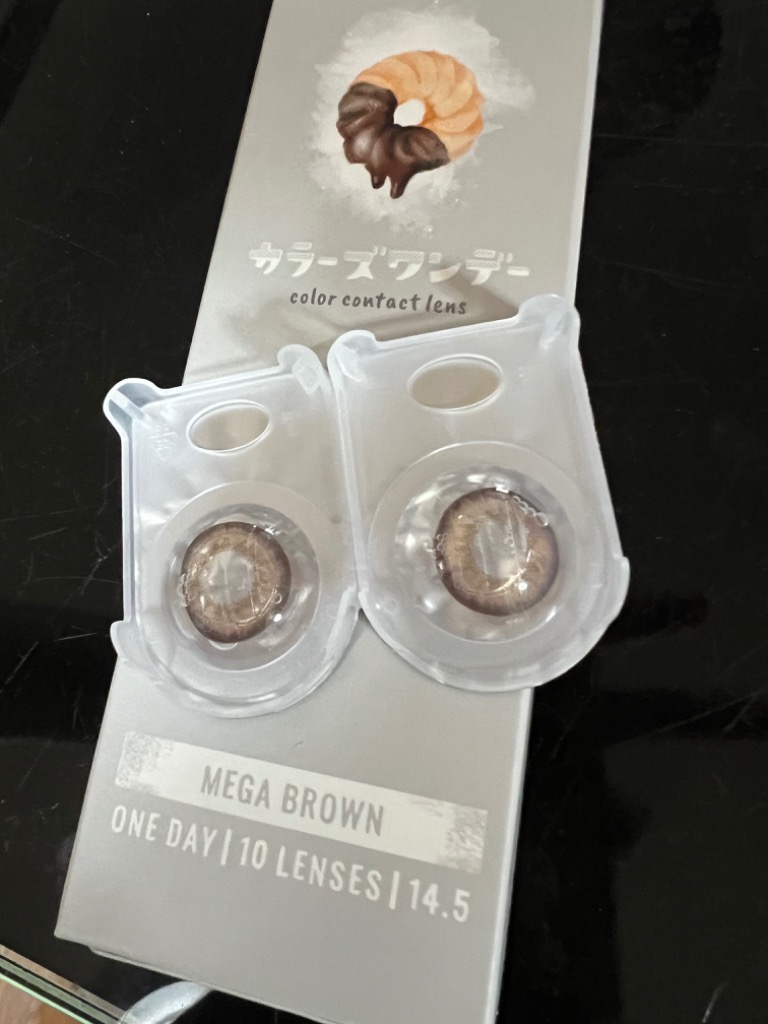 カラーズワンデー
color contact lens
MEGA BROWN
ONE DAY | 10 LENSES | 14.5